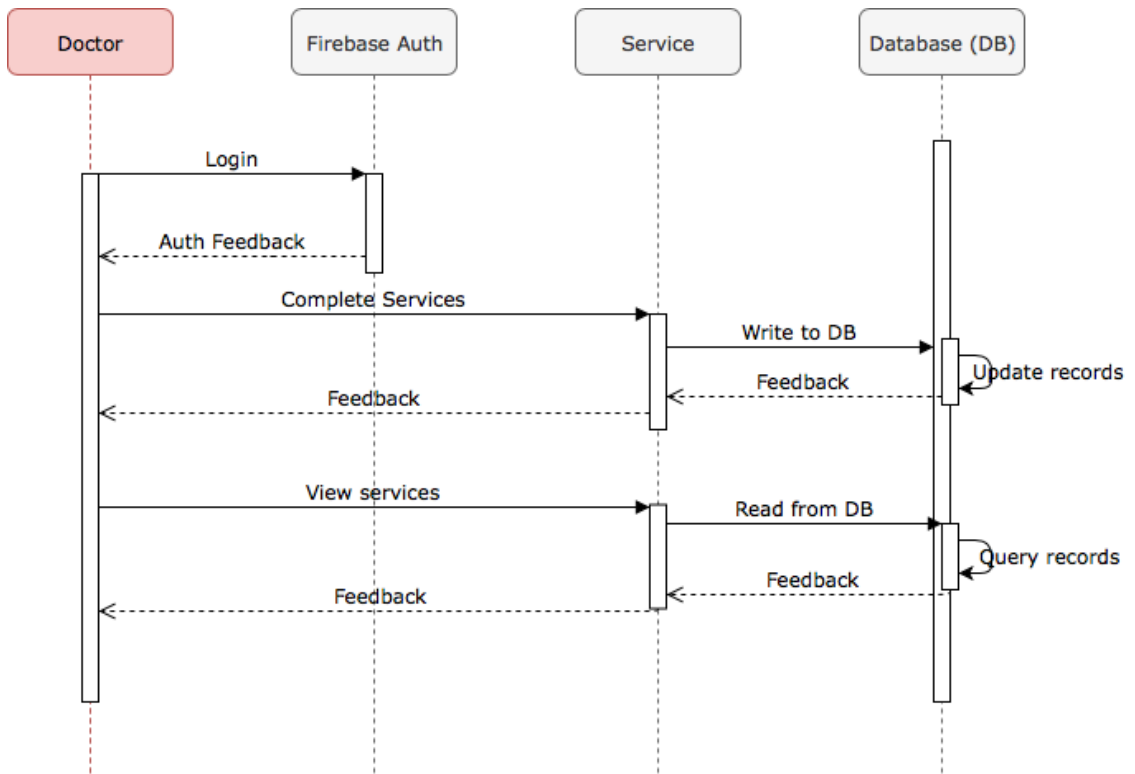 Doctor
Firebase Auth
Service
Database (DB)
Login
Auth Feedback
Complete Services
Write to DB
Update records
Feedback
Feedback
View services
Read from DB
Query records
Feedback
Feedback